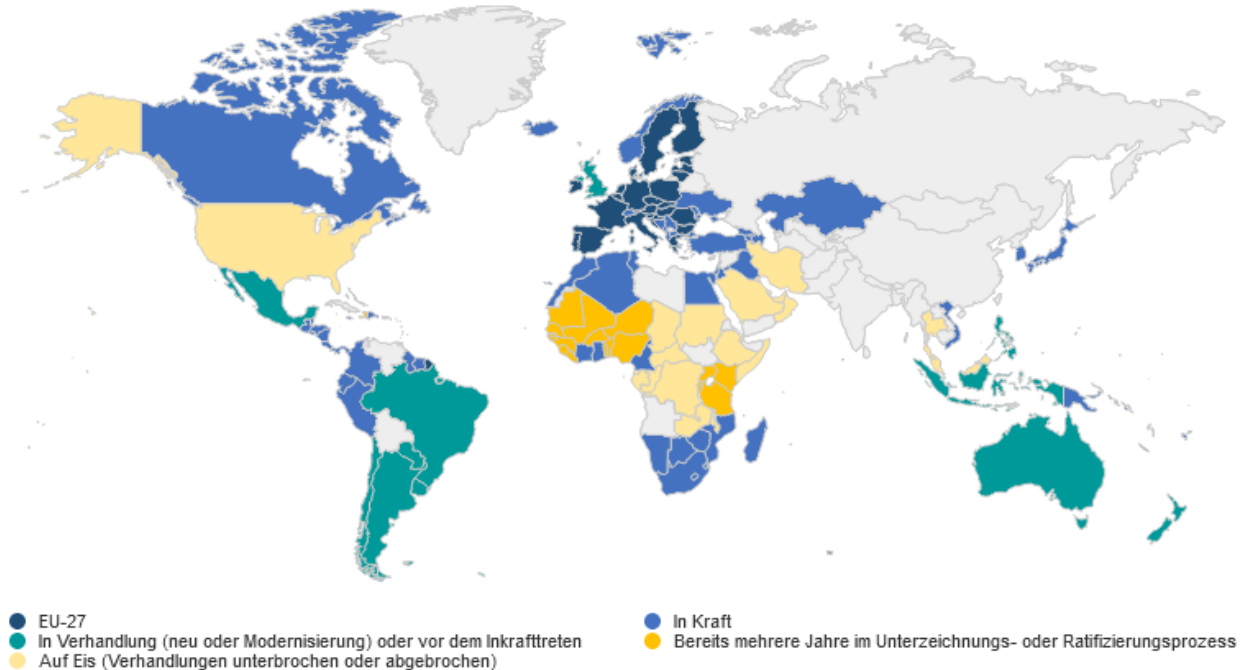 EU-27
In Kraft
In Verhandlung (neu oder Modernisierung) oder vor dem Inkrafttreten
Bereits mehrere Jahre im Unterzeichnungs- oder Ratifizierungsprozess
Auf Eis (Verhandlungen unterbrochen oder abgebrochen)